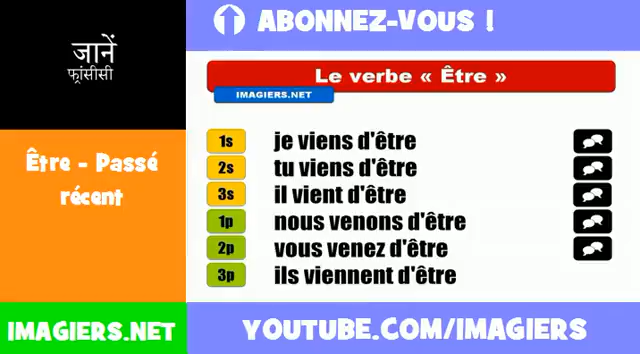 जानें
फ्रांसीसी
Être - Passé
récent
IMAGIERS.NET
ABONNEZ-VOUS !
Le verbe « Être »
IMAGIERS.NET
1s je viens d'être
2s tu viens d'être
3s il vient d'être
1p nous venons d'être
2p vous venez d'être
3p ils viennent d'être
YOUTUBE.COM/IMAGIERS